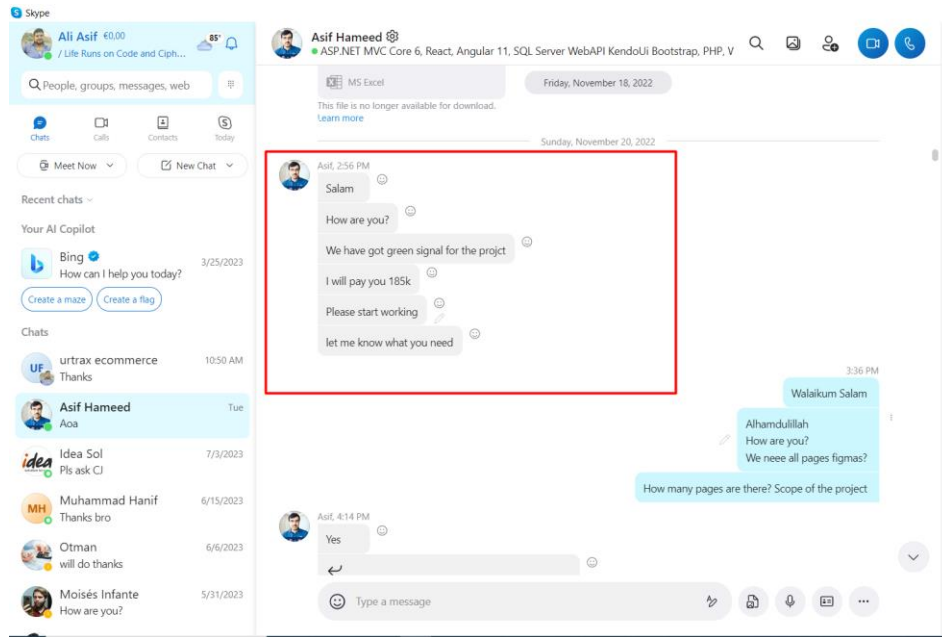 Skype
Ali Asif €0.00
/ Life Runs on Code and Ciph...
85°
People, groups, messages, web
Chats
Calls
Contacts
Today
Meet Now
New Chat
Recent chats
Your AI Copilot
Bing
3/25/2023
How can I help you today?
Create a maze
Create a flag
Chats
UF
urtrax ecommerce
10:50 AM
Thanks
Asif Hameed
Tue
Aoa
idea
Idea Sol
7/3/2023
Pls ask CJ
MH
Muhammad Hanif
6/15/2023
Thanks bro
Otman
6/6/2023
will do thanks
Moisés Infante
5/31/2023
How are you?
Asif Hameed
ASP.NET MVC Core 6, React, Angular 11, SQL Server WebAPI KendoUi Bootstrap, PHP, V
MS Excel
Friday, November 18, 2022
This file is no longer available for download.
Learn more
Sunday, November 20, 2022
Asif, 2:56 PM
Salam
How are you?
We have got green signal for the projct
I will pay you 185k
Please start working
let me know what you need
3:36 PM
Walaikum Salam
Alhamdulillah
How are you?
We neee all pages figmas?
How many pages are there? Scope of the project
Asif, 4:14 PM
Yes
Type a message